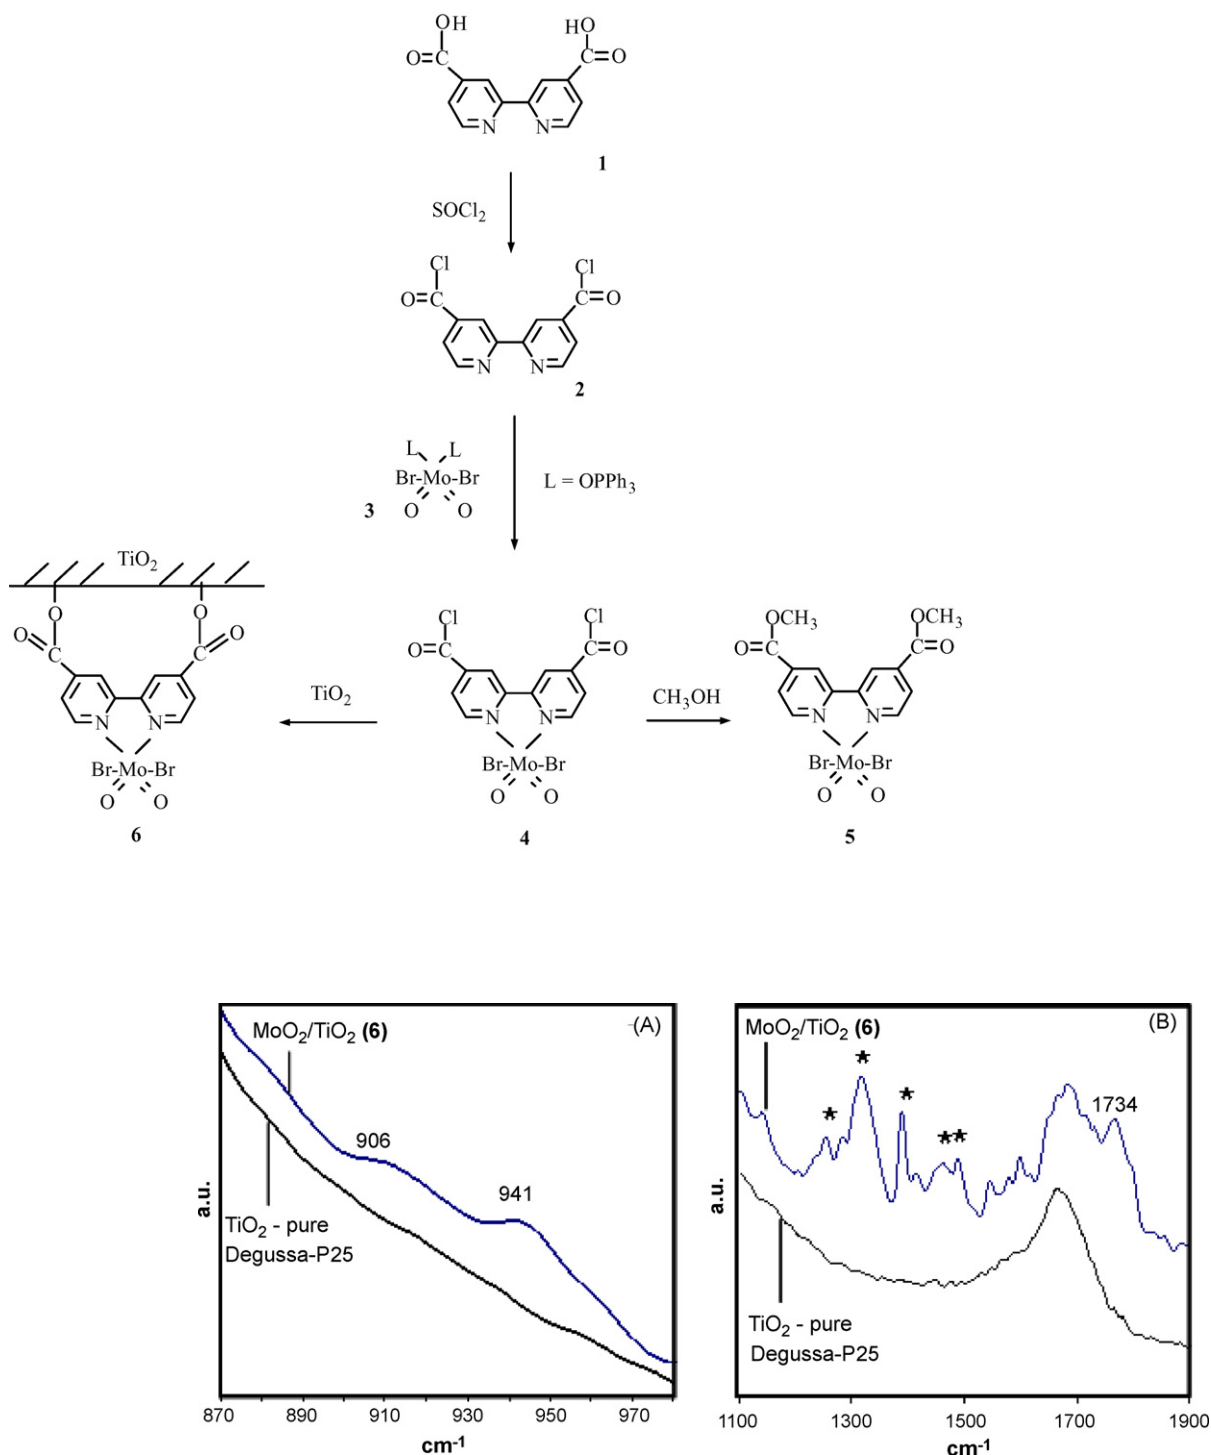 OH HO
O=C C=O
N N
1
SOCl₂
Cl Cl
O=C C=O
N N
2
L L
Br-Mo-Br
O O
3
L = OPPh₃
TiO₂
O O
O C C O
N N
Br-Mo-Br
O O
6
TiO₂
Cl Cl
O=C C=O
N N
Br-Mo-Br
O O
4
CH₃OH
OCH₃ OCH₃
O=C C=O
N N
Br-Mo-Br
O O
5
(A)
MoO₂/TiO₂ (6)
906
941
TiO₂ - pure
Degussa-P25
a.u.
870 890 910 930 950 970
cm⁻¹
(B)
MoO₂/TiO₂ (6)
* * * * *
1734
TiO₂ - pure
Degussa-P25
a.u.
1100 1300 1500 1700 1900
cm⁻¹